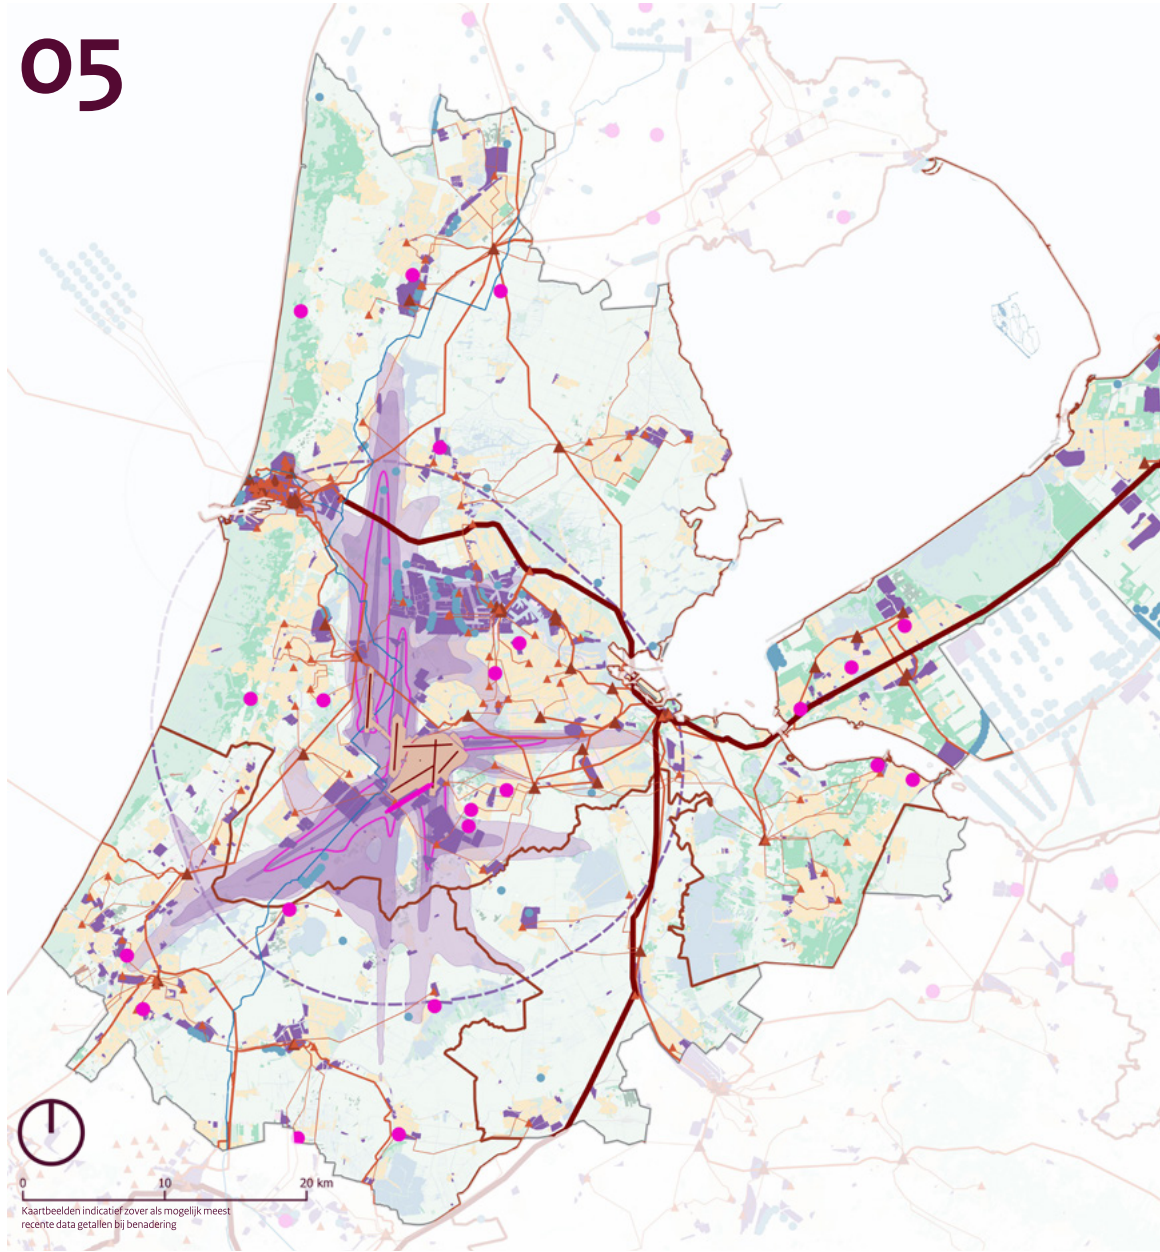 05
0 10 20 km
Kaartbeelden indicatief zover als mogelijk meest
recente data getallen bij benadering